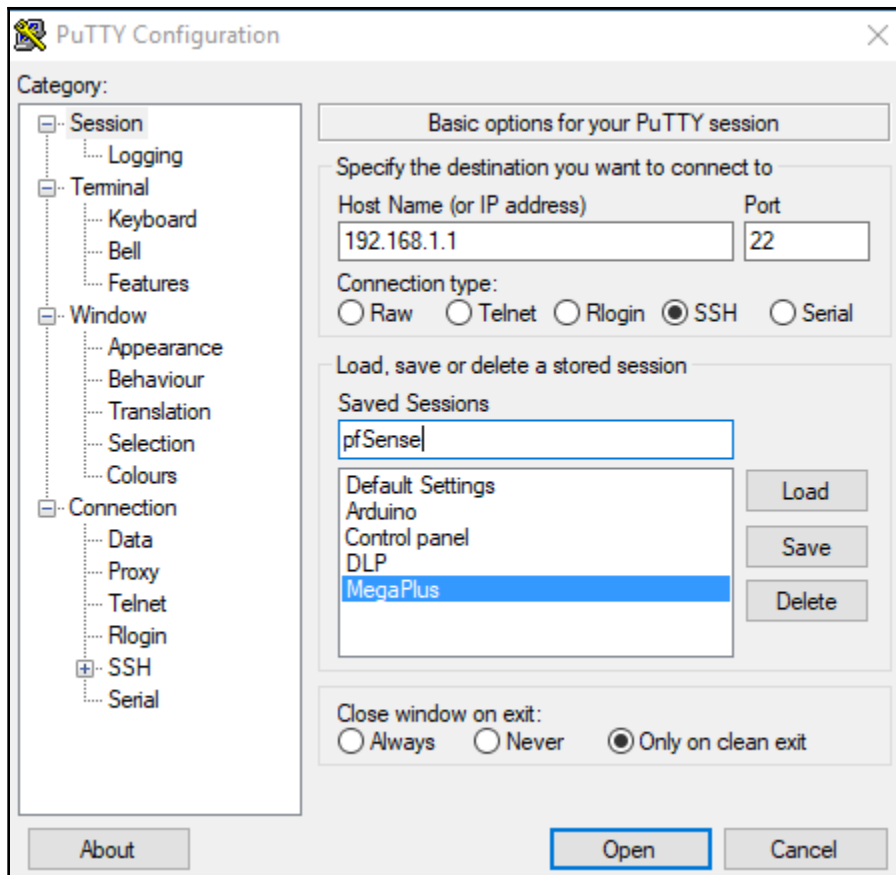 PuTTY Configuration
Category:
Session
Logging
Terminal
Keyboard
Bell
Features
Window
Appearance
Behaviour
Translation
Selection
Colours
Connection
Data
Proxy
Telnet
Rlogin
SSH
Serial
Basic options for your PuTTY session
Specify the destination you want to connect to
Host Name (or IP address) Port
192.168.1.1 22
Connection type:
Raw Telnet Rlogin SSH Serial
Load, save or delete a stored session
Saved Sessions
pfSense
Default Settings
Arduino
Control panel
DLP
MegaPlus
Load
Save
Delete
Close window on exit:
Always Never Only on clean exit
About Open Cancel